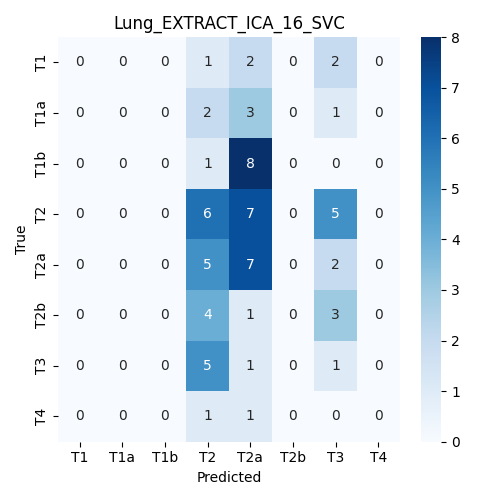 Lung_EXTRACT_ICA_16_SVC
T1 0 0 0 1 2 0 2 0
T1a 0 0 0 2 3 0 1 0
T1b 0 0 0 1 8 0 0 0
T2 0 0 0 6 7 0 5 0
T2a 0 0 0 5 7 0 2 0
T2b 0 0 0 4 1 0 3 0
T3 0 0 0 5 1 0 1 0
T4 0 0 0 1 1 0 0 0
T1 T1a T1b T2 T2a T2b T3 T4
Predicted
True
8
7
6
5
4
3
2
1
0